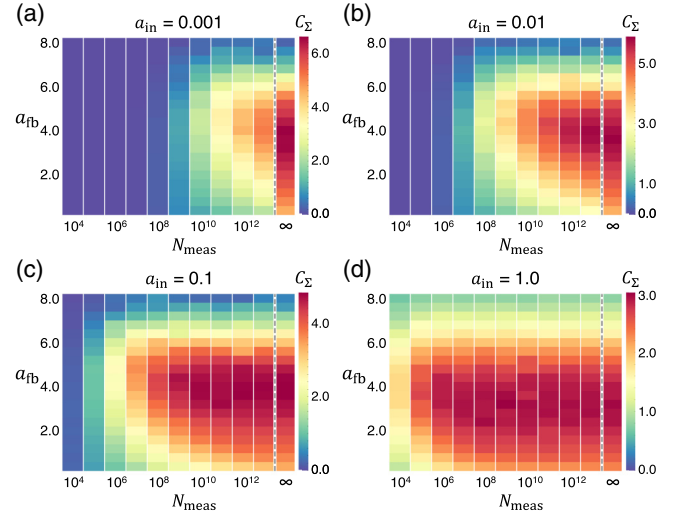 (a) a_in = 0.001 C_Σ
8.0
6.0
a_fb 4.0
2.0
10^4 10^6 10^8 10^10 10^12 ∞
N_meas
6.0
4.0
2.0
0.0
(b) a_in = 0.01 C_Σ
8.0
6.0
a_fb 4.0
2.0
10^4 10^6 10^8 10^10 10^12 ∞
N_meas
5.0
3.0
1.0
0.0
(c) a_in = 0.1 C_Σ
8.0
6.0
a_fb 4.0
2.0
10^4 10^6 10^8 10^10 10^12 ∞
N_meas
4.0
2.0
0.0
(d) a_in = 1.0 C_Σ
8.0
6.0
a_fb 4.0
2.0
10^4 10^6 10^8 10^10 10^12 ∞
N_meas
3.0
2.0
1.0
0.0